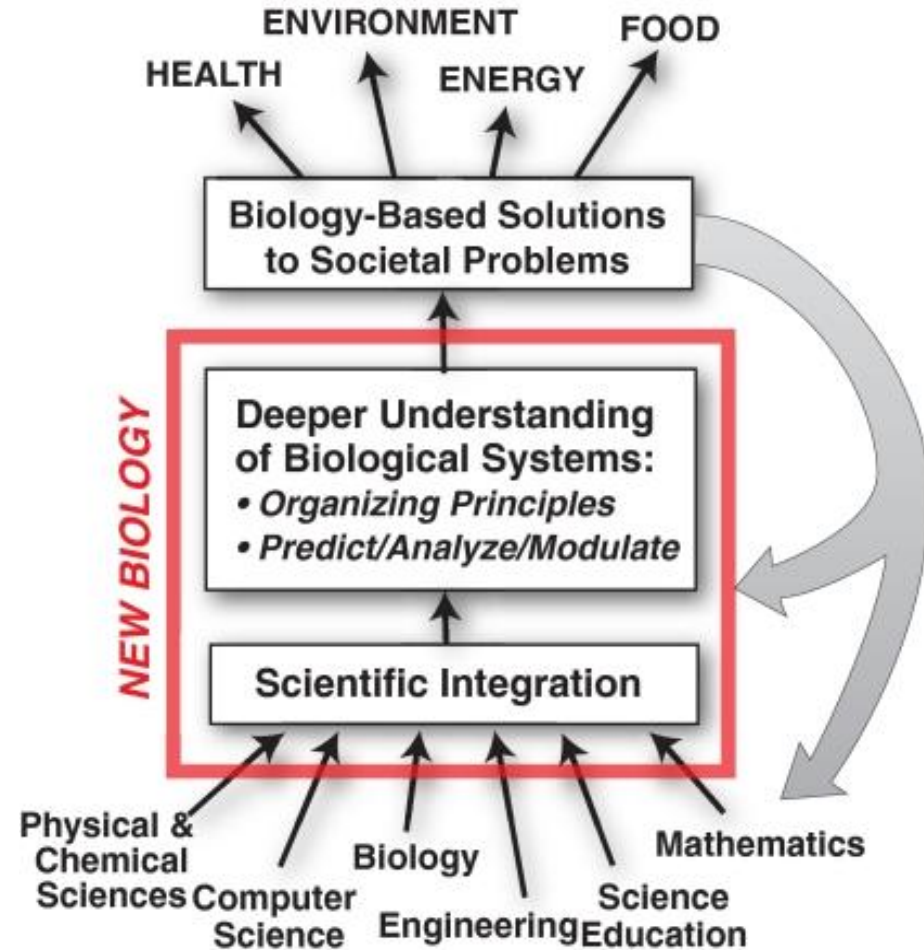 ENVIRONMENT
FOOD
HEALTH
ENERGY
Biology-Based Solutions
to Societal Problems
NEW BIOLOGY
Deeper Understanding
of Biological Systems:
• Organizing Principles
• Predict/Analyze/Modulate
Scientific Integration
Physical &
Chemical
Sciences
Computer
Science
Biology
Engineering
Science
Education
Mathematics